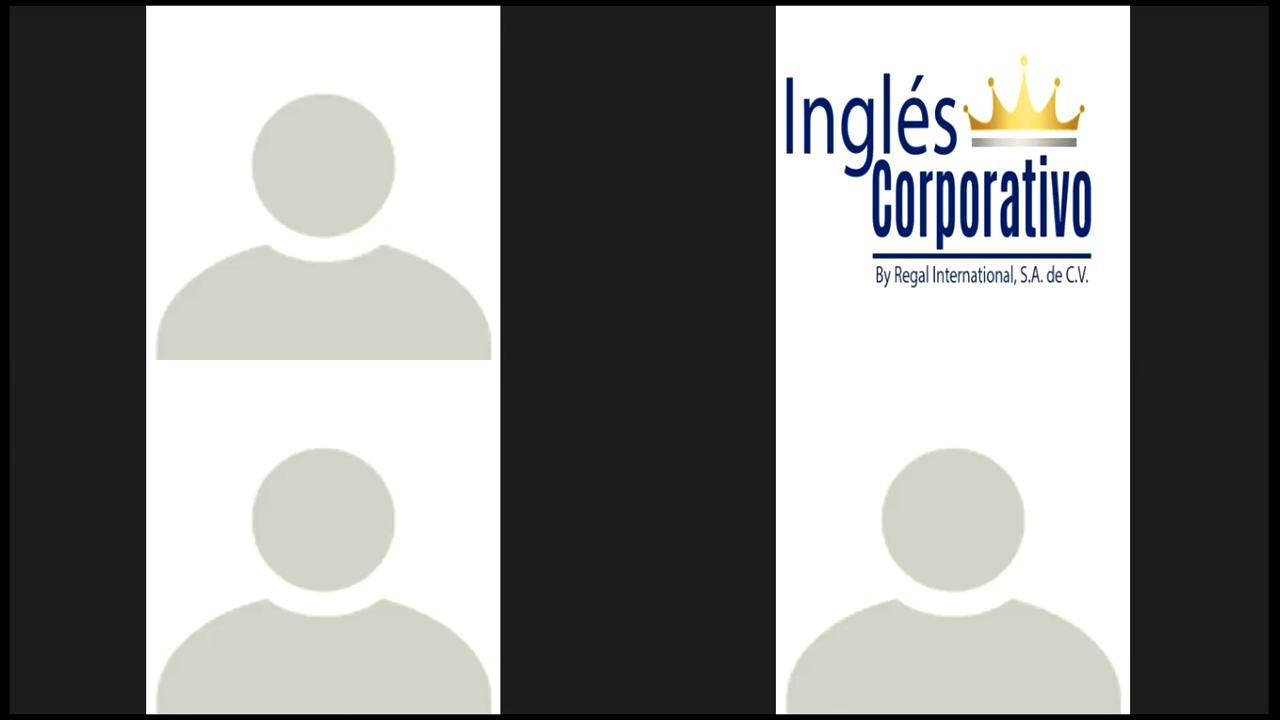 Inglés
Corporativo
By Regal International, S.A. de C.V.